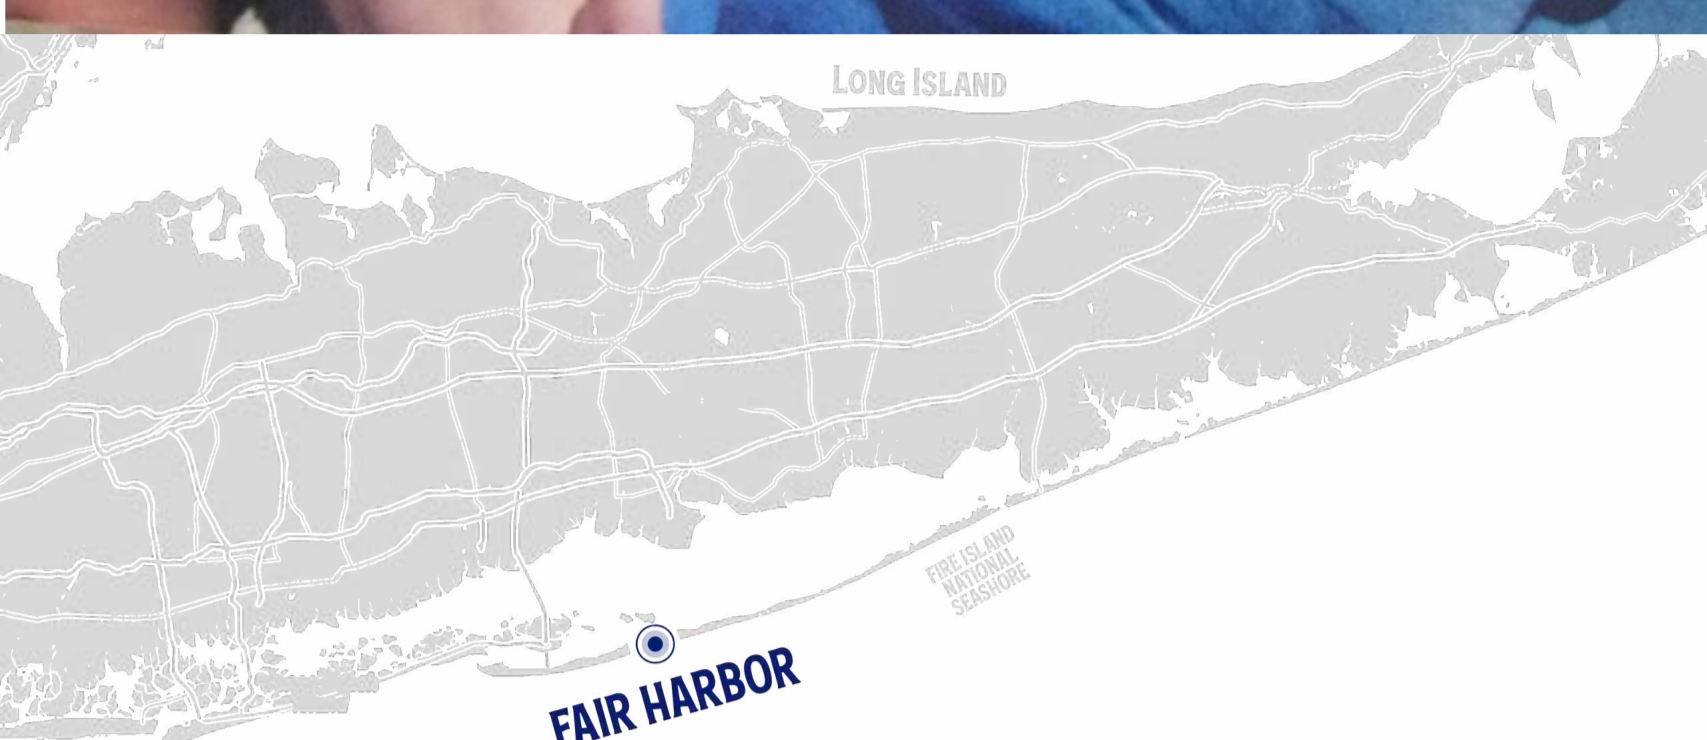 LONG ISLAND
FIRE ISLAND
NATIONAL
SEASHORE
FAIR HARBOR